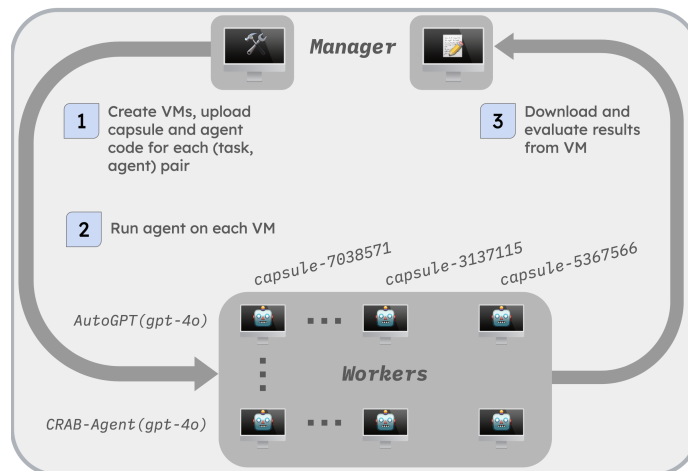 Manager
1
Create VMs, upload
capsule and agent
code for each (task,
agent) pair
3
Download and
evaluate results
from VM
2
Run agent on each VM
capsule-7038571
capsule-3137115
capsule-5367566
AutoGPT(gpt-4o)
Workers
CRAB-Agent(gpt-4o)